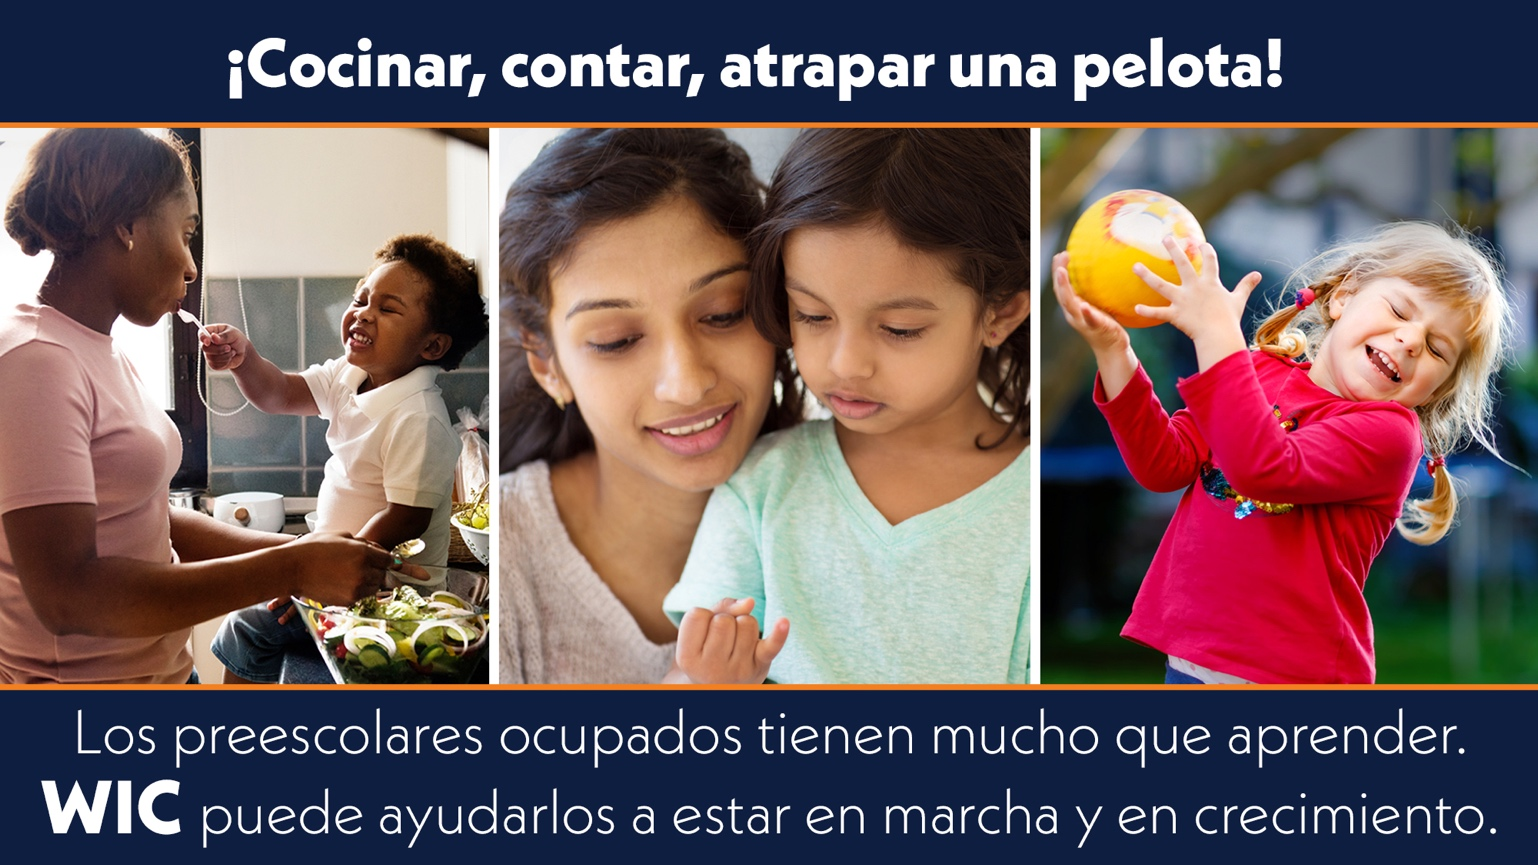 ¡Cocinar, contar, atrapar una pelota!
Los preescolares ocupados tienen mucho que aprender.
WIC puede ayudarlos a estar en marcha y en crecimiento.